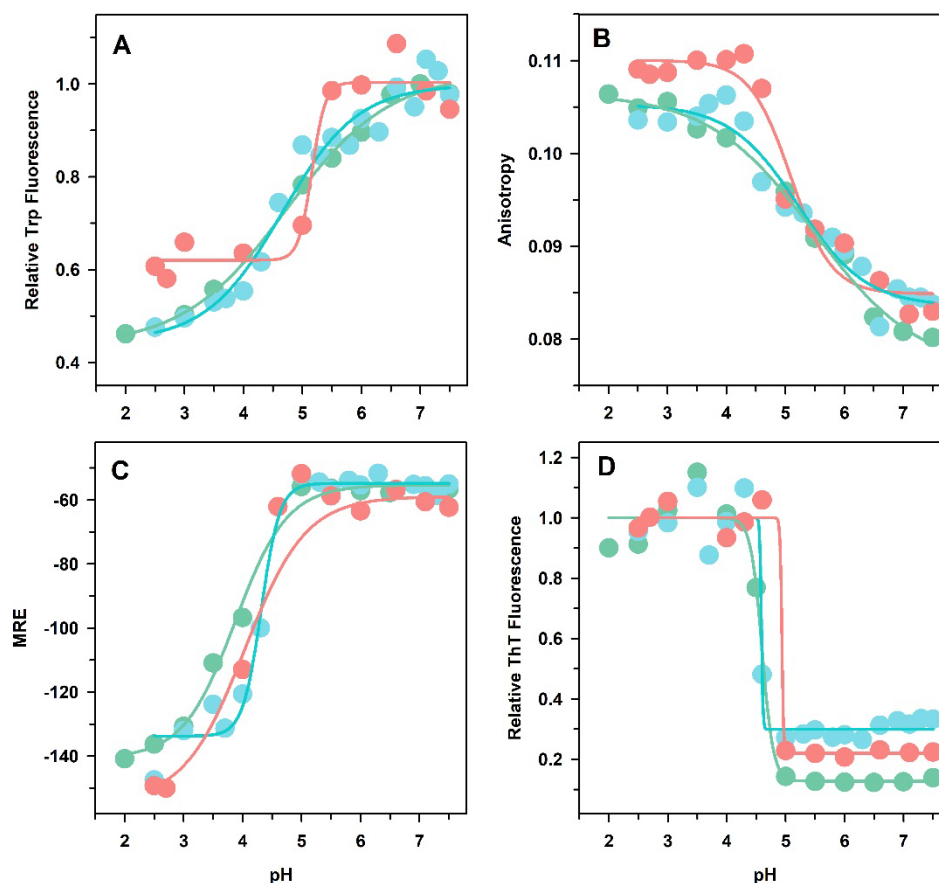 A
Relative Trp Fluorescence
1.0
0.8
0.6
0.4
2 3 4 5 6 7
B
Anisotropy
0.11
0.10
0.09
0.08
2 3 4 5 6 7
C
MRE
-60
-80
-100
-120
-140
2 3 4 5 6 7
pH
D
Relative ThT Fluorescence
1.2
1.0
0.8
0.6
0.4
0.2
2 3 4 5 6 7
pH